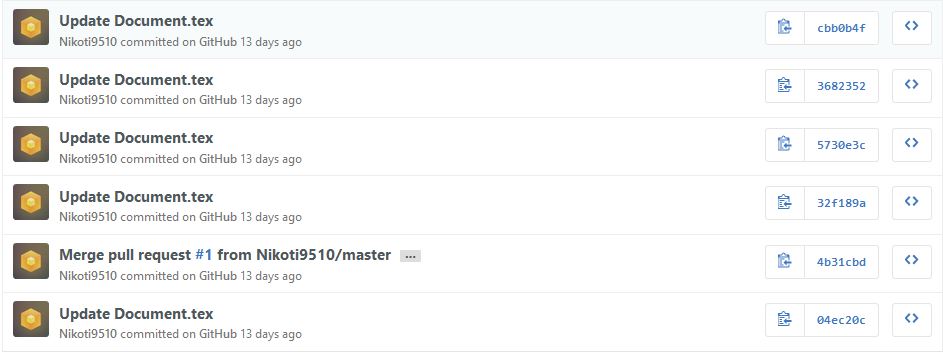 Update Document.tex
Nikoti9510 committed on GitHub 13 days ago
cbb0b4f
Update Document.tex
Nikoti9510 committed on GitHub 13 days ago
3682352
Update Document.tex
Nikoti9510 committed on GitHub 13 days ago
5730e3c
Update Document.tex
Nikoti9510 committed on GitHub 13 days ago
32f189a
Merge pull request #1 from Nikoti9510/master ...
Nikoti9510 committed on GitHub 13 days ago
4b31cbd
Update Document.tex
Nikoti9510 committed on GitHub 13 days ago
04ec20c